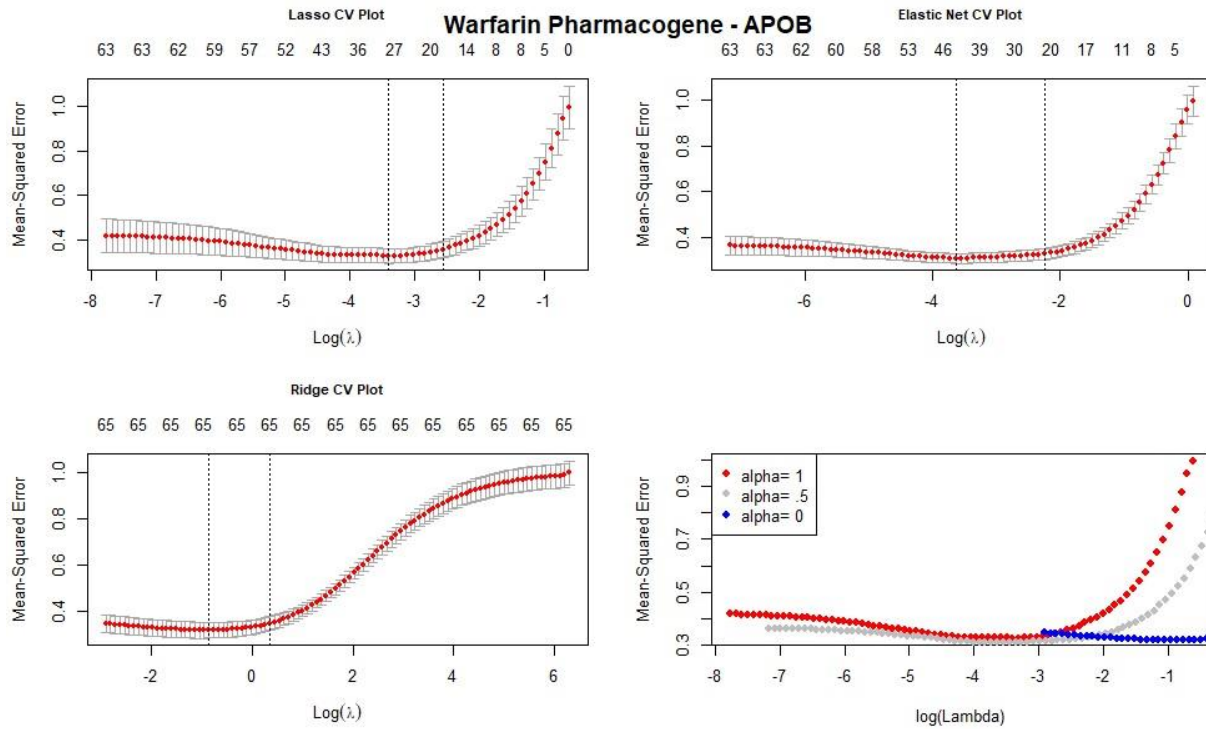 Warfarin Pharmacogene - APOB
Lasso CV Plot
63 63 62 59 57 52 43 36 27 20 14 8 8 5 0
Mean-Squared Error
0.4 0.6 0.8 1.0
-8 -7 -6 -5 -4 -3 -2 -1
Log(λ)
Elastic Net CV Plot
63 63 62 60 58 53 46 39 30 20 17 11 8 5
Mean-Squared Error
0.4 0.6 0.8 1.0
-6 -4 -2 0
Log(λ)
Ridge CV Plot
65 65 65 65 65 65 65 65 65 65 65 65 65 65
Mean-Squared Error
0.4 0.6 0.8 1.0
-2 0 2 4 6
Log(λ)
alpha= 1
alpha= .5
alpha= 0
Mean-Squared Error
0.3 0.5 0.7 0.9
-8 -7 -6 -5 -4 -3 -2 -1
log(Lambda)